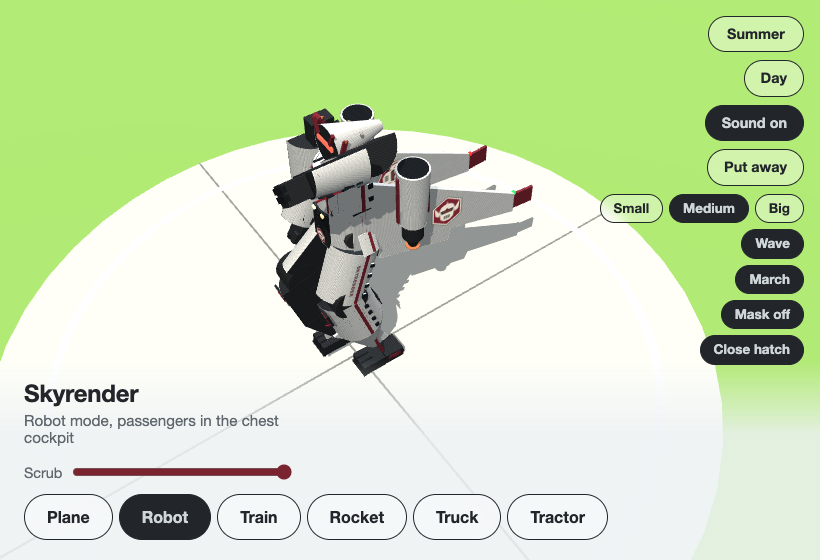 Summer
Day
Sound on
Put away
Small Medium Big
Wave
March
Mask off
Close hatch
Skyrender
Robot mode, passengers in the chest
cockpit
Scrub
Plane Robot Train Rocket Truck Tractor